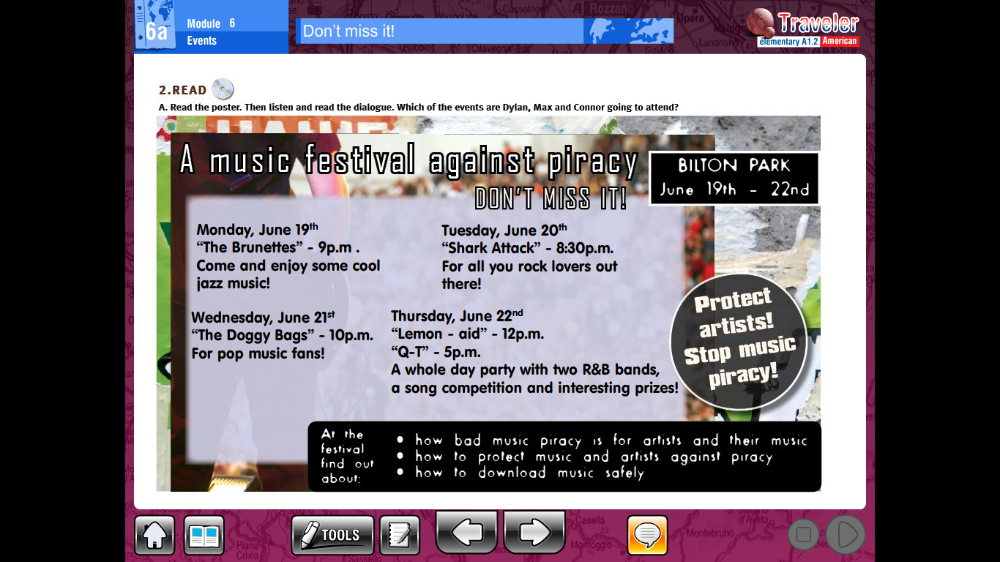 6a
Module 6
Events
Don't miss it!
Traveler
elementary A1.2 American
2.READ
A. Read the poster. Then listen and read the dialogue. Which of the events are Dylan, Max and Connor going to attend?
A music festival against piracy
DON'T MISS IT!
BILTON PARK
June 19th - 22nd
Monday, June 19th
“The Brunettes” - 9p.m .
Come and enjoy some cool
jazz music!
Tuesday, June 20th
“Shark Attack” - 8:30p.m.
For all you rock lovers out
there!
Wednesday, June 21st
“The Doggy Bags” - 10p.m.
For pop music fans!
Thursday, June 22nd
“Lemon - aid” - 12p.m.
“Q-T” - 5p.m.
A whole day party with two R&B bands,
a song competition and interesting prizes!
Protect
artists!
Stop music
piracy!
At the
festival
find out
about:
• how bad music piracy is for artists and their music
• how to protect music and artists against piracy
• how to download music safely
TOOLS